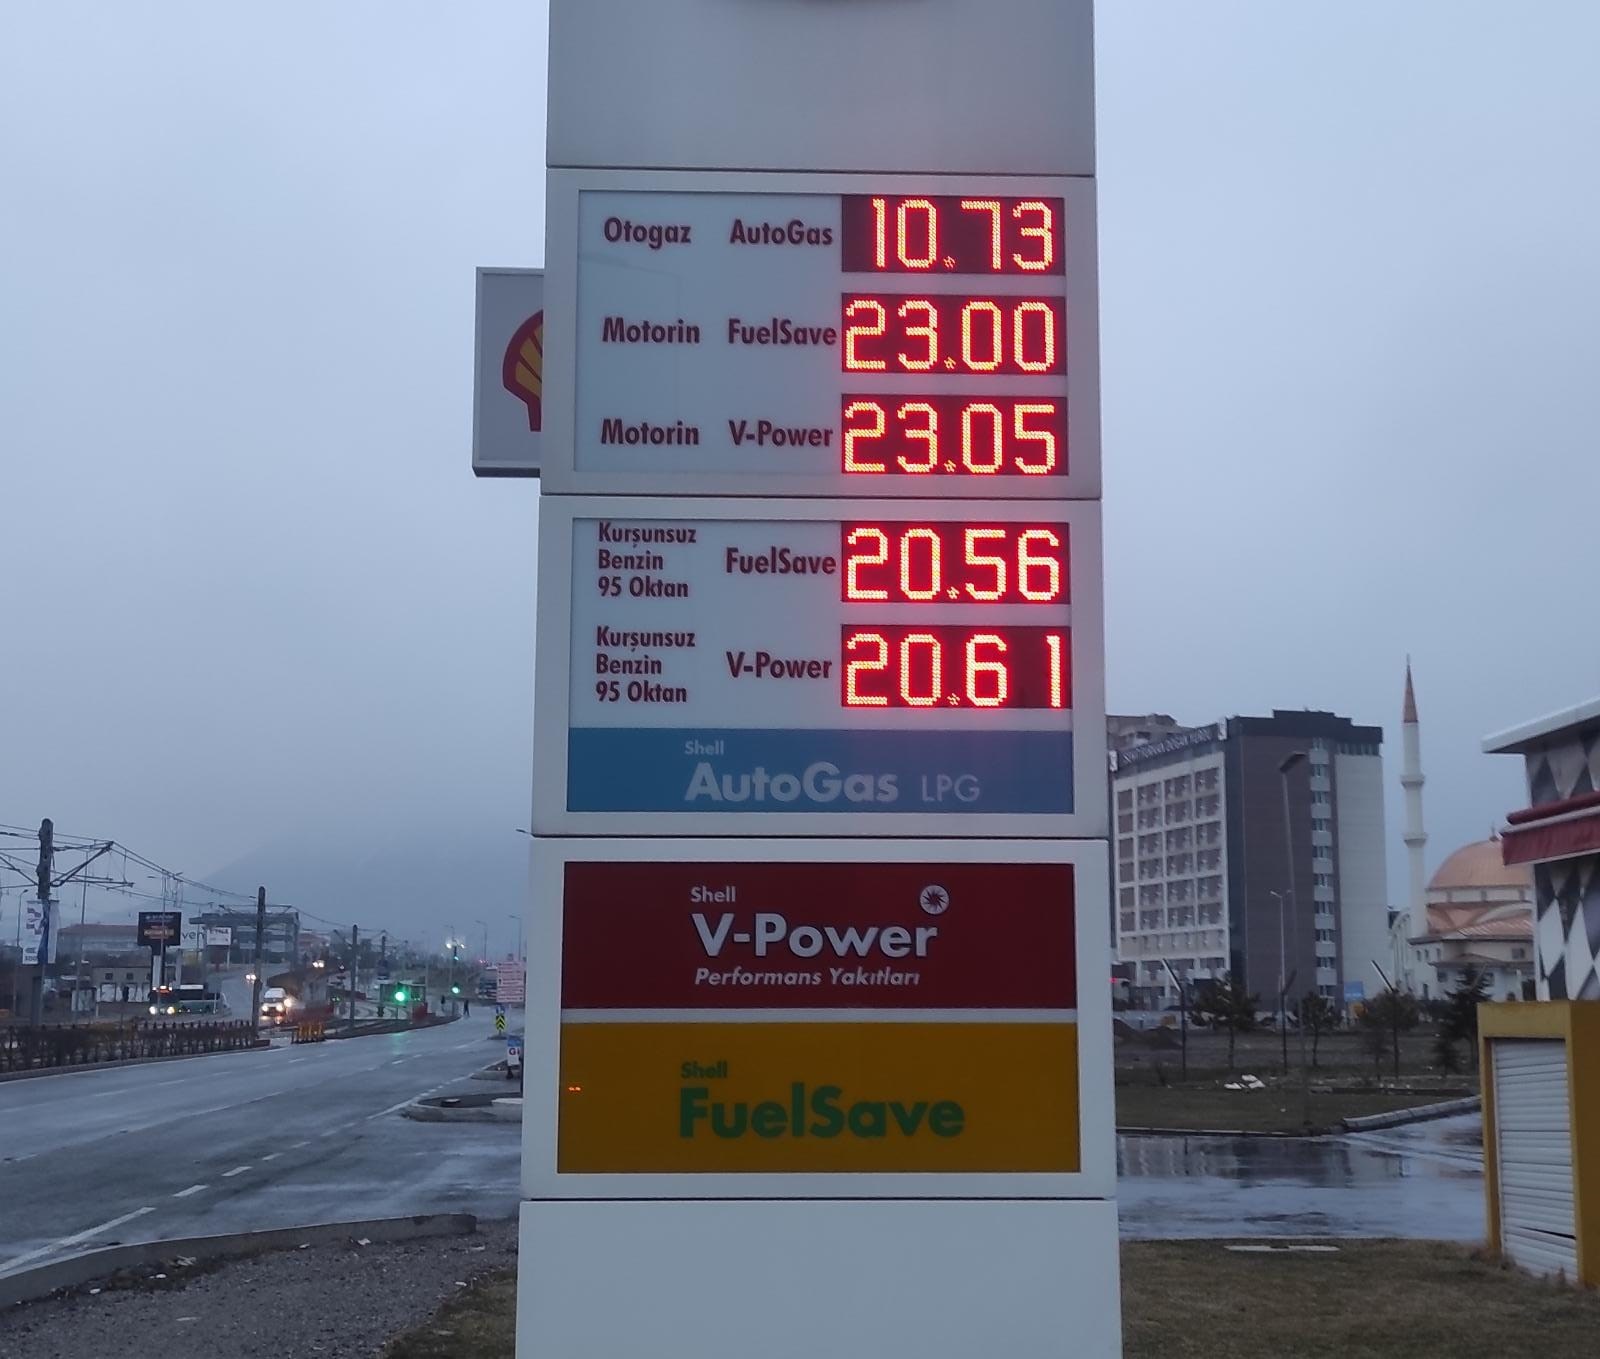 Otogaz AutoGas 10.73
Motorin FuelSave 23.00
Motorin V-Power 23.05
Kurşunsuz
Benzin
95 Oktan
FuelSave 20.56
Kurşunsuz
Benzin
95 Oktan
V-Power 20.61
Shell
AutoGas LPG
Shell
V-Power
Performans Yakıtları
Shell
FuelSave